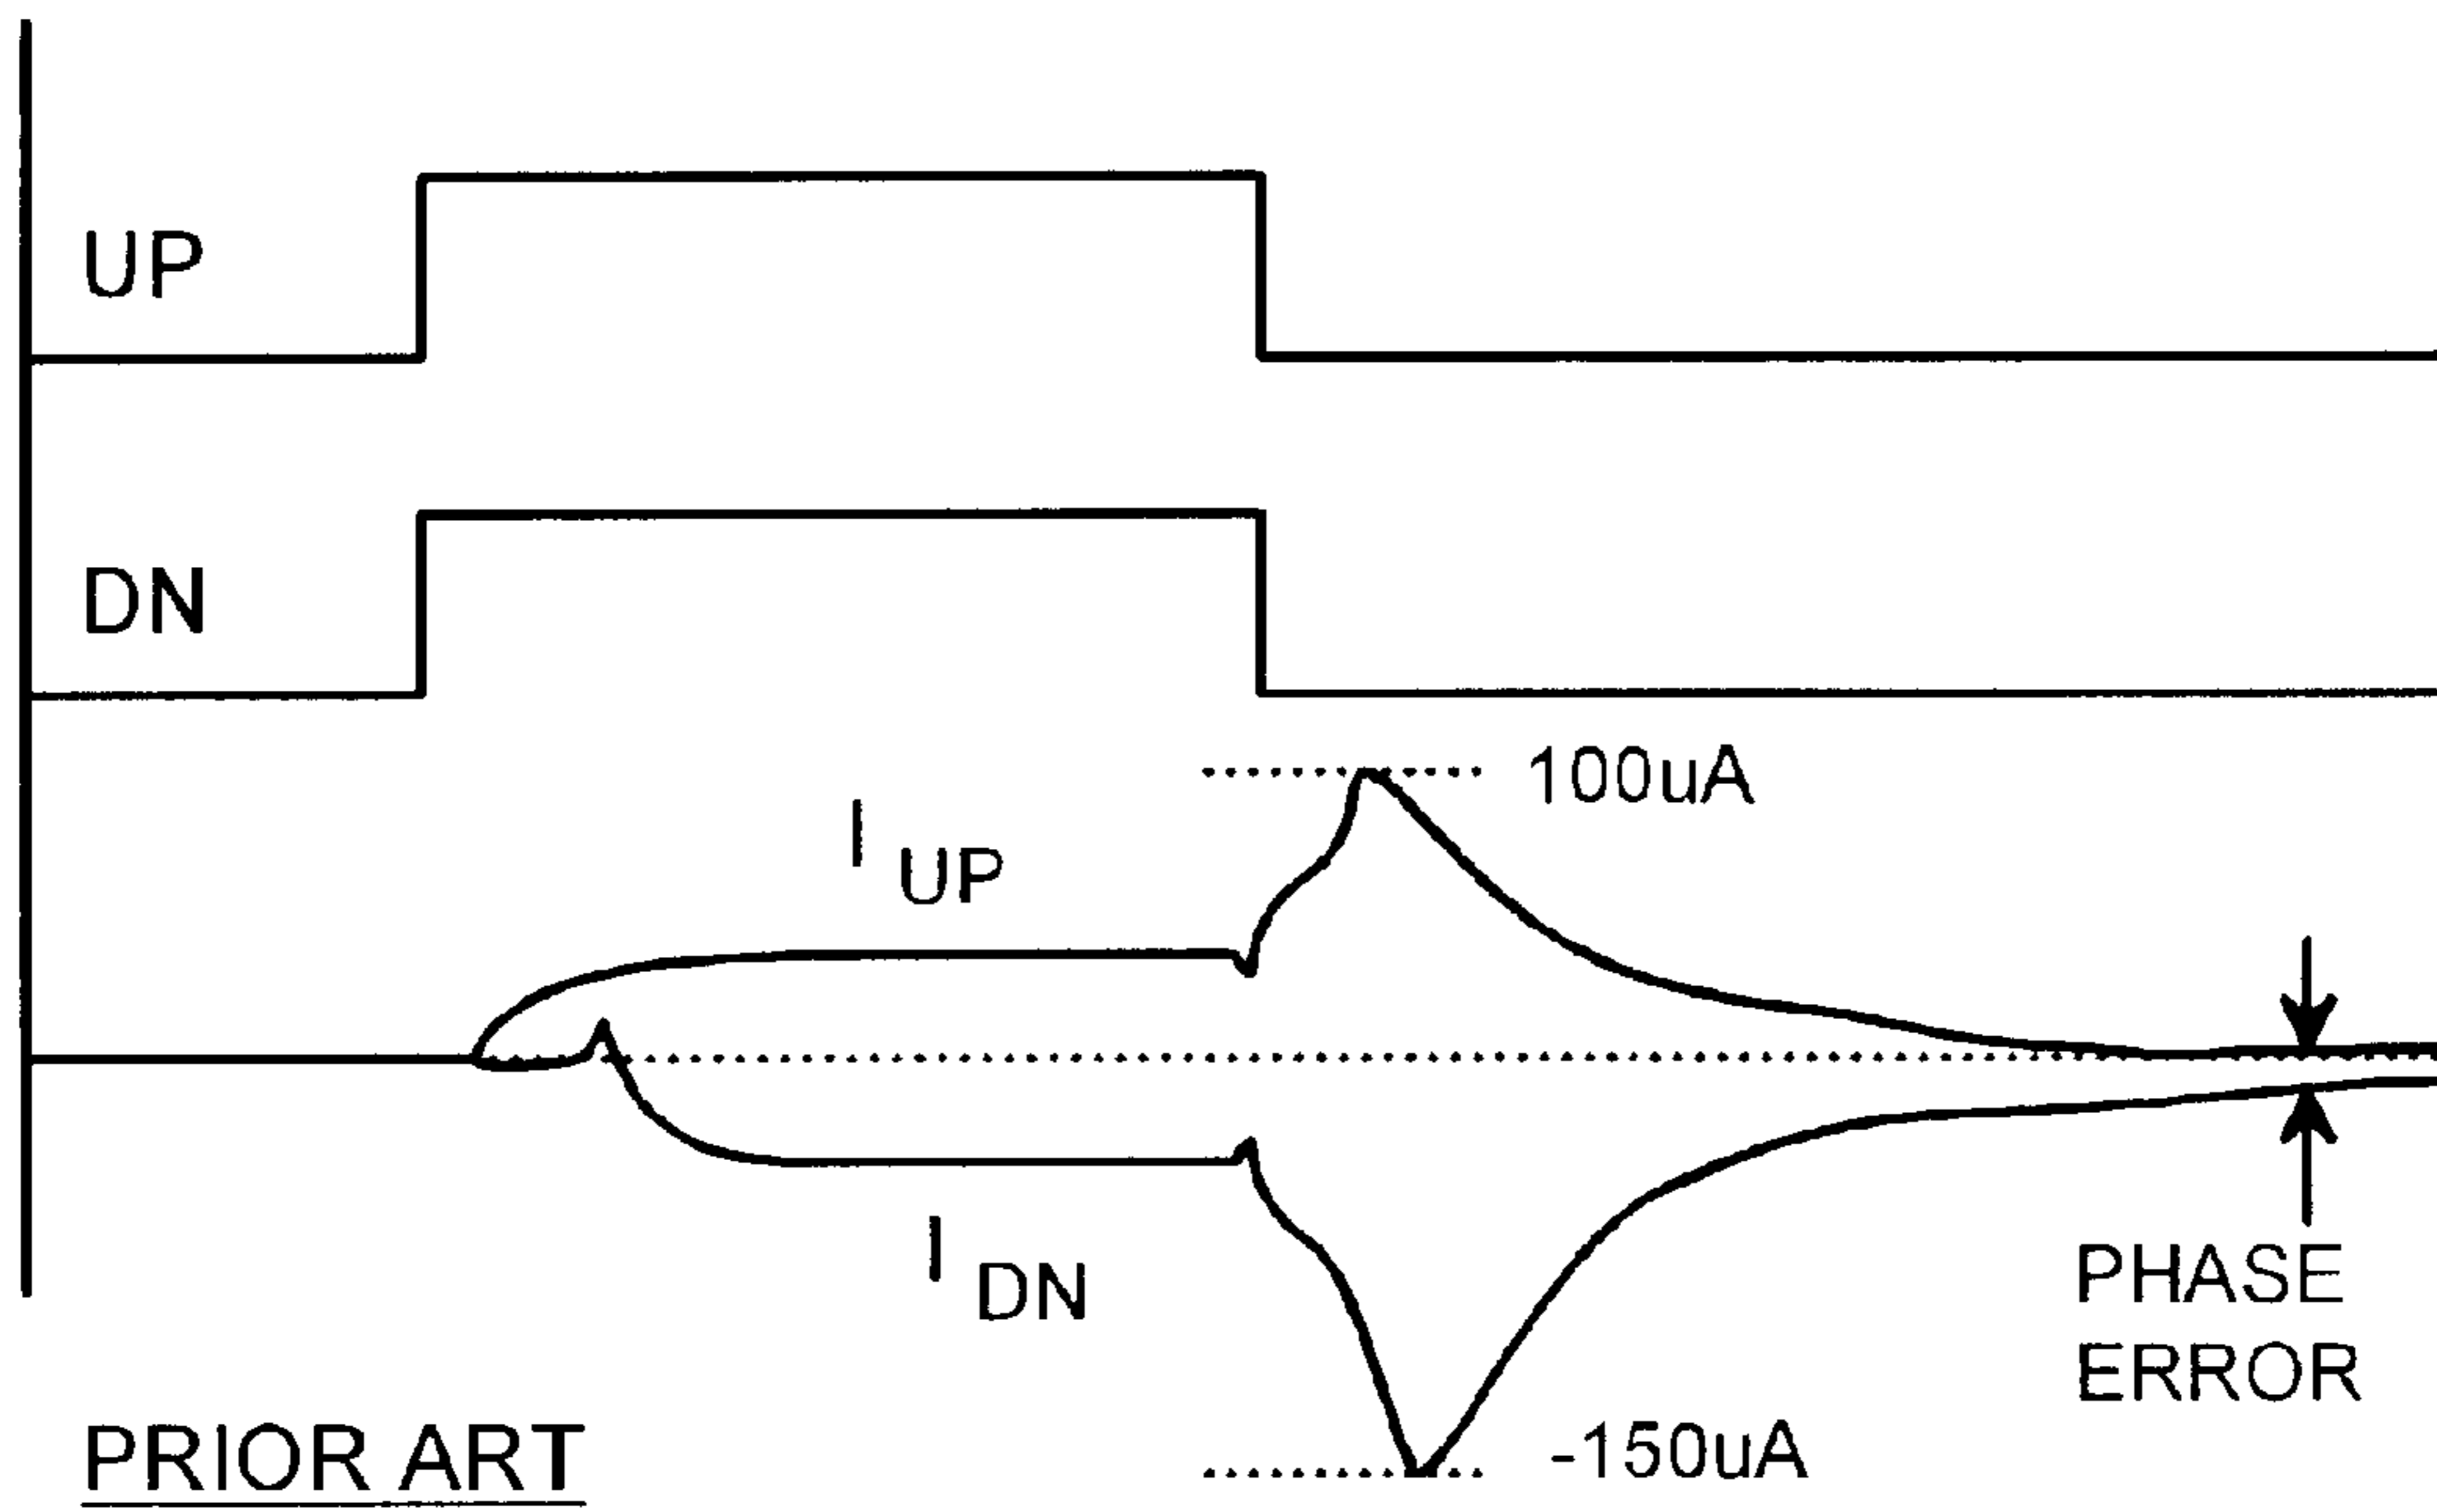 UP
DN
100uA
I UP
I DN
PHASE
ERROR
-150uA
PRIOR ART